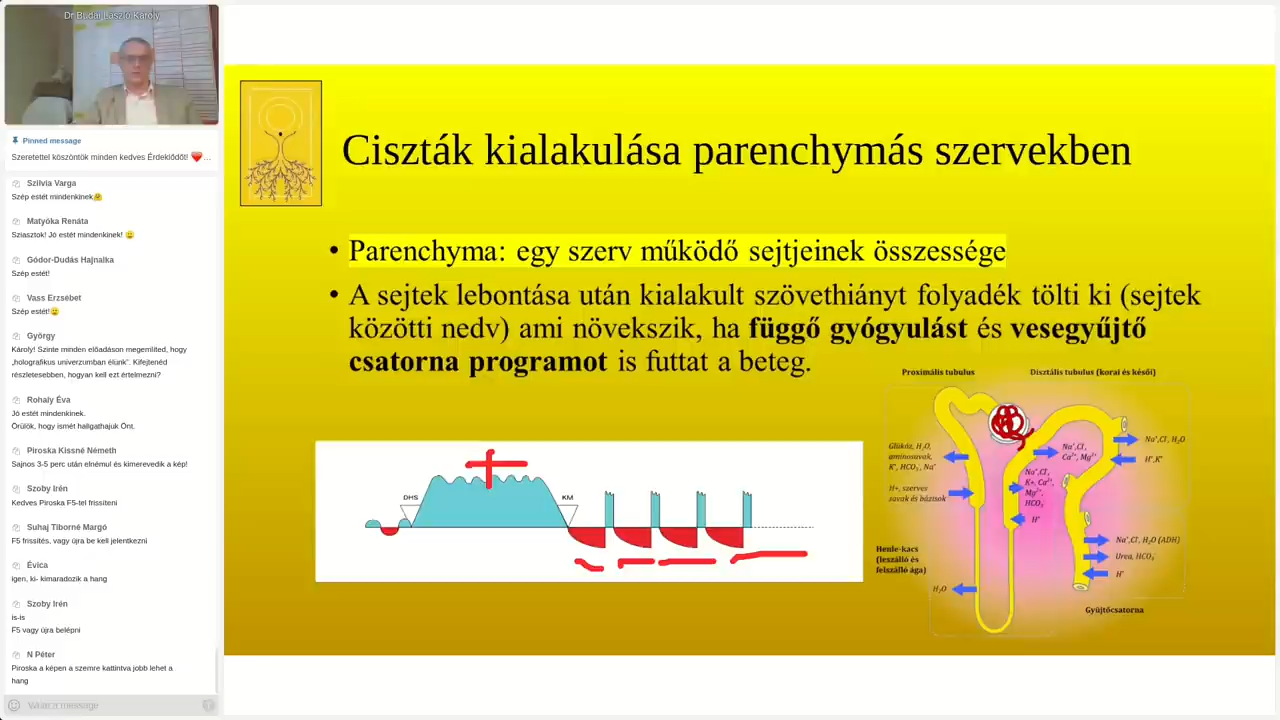 Dr Budai László Károly
Pinned message
Szeretettel köszöntök minden kedves Érdeklődőt! ❤️...
Szilvia Varga
Szép estét mindenkinek🤗
Matyóka Renáta
Sziasztok! Jó estét mindenkinek! 🙂
Gódor-Dudás Hajnalka
Szép estét!
Vass Erzsébet
Szép estét!🙂
György
Károly! Szinte minden előadáson megemlíted, hogy
„holografikus univerzumban élünk”. Kifejtenéd
részletesebben, hogyan kell ezt értelmezni?
Rohaly Éva
Jó estét mindenkinek.
Örülök, hogy ismét hallgathajuk Önt.
Piroska Kissné Németh
Sajnos 3-5 perc után elnémul és kimerevedik a kép!
Szoby Irén
Kedves Piroska F5-tel frissíteni
Suhaj Tiborné Margó
F5 frissítés, vagy újra be kell jelentkezni
Évica
igen, ki- kimaradozik a hang
Szoby Irén
is-is
F5 vagy újra belépni
N Péter
Piroska a képen a szemre kattintva jobb lehet a
hang
Write a message
Ciszták kialakulása parenchymás szervekben
• Parenchyma: egy szerv működő sejtjeinek összessége
• A sejtek lebontása után kialakult szövethiányt folyadék tölti ki (sejtek
közötti nedv) ami növekszik, ha függő gyógyulást és vesegyűjtő
csatorna programot is futtat a beteg.
DHS
KM
Proximális tubulus
Disztális tubulus (korai és késői)
Glükóz, H₂O,
aminosavak,
K⁺, HCO₃⁻, Na⁺
H+, szerves
savak és bázisok
Na⁺,Cl⁻,
Ca²⁺, Mg²⁺
Na⁺,Cl⁻, H₂O
H⁺,K⁺
Na⁺,Cl⁻,
K+, Ca²⁺,
Mg²⁺,
HCO₃⁻
H⁺
Henle-kacs
(leszálló és
felszálló ága)
H₂O
Na⁺,Cl⁻, H₂O (ADH)
Urea, HCO₃⁻
H⁺
Gyűjtőcsatorna